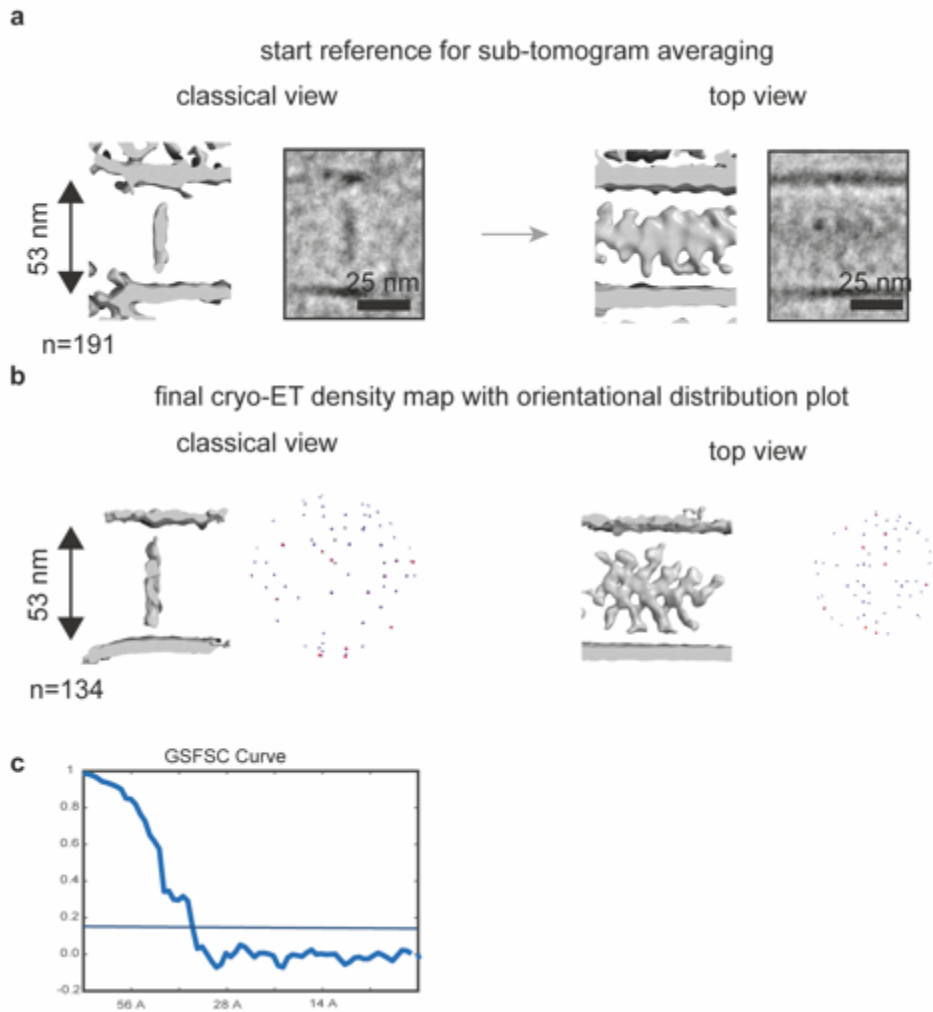 a
start reference for sub-tomogram averaging
classical view
top view
53 nm
25 nm
25 nm
n=191
b
final cryo-ET density map with orientational distribution plot
classical view
top view
53 nm
n=134
c
GSFSC Curve
1
0.8
0.6
0.4
0.2
0.0
-0.2
56 A
28 A
14 A